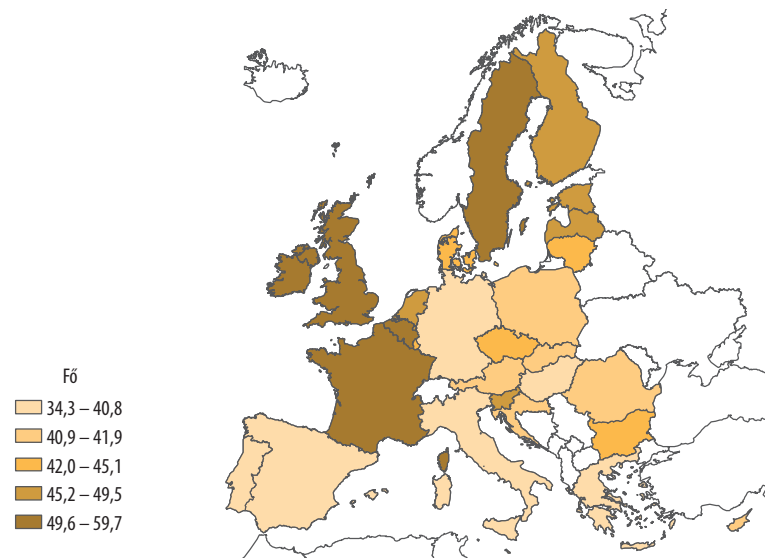 Fő
34,3 – 40,8
40,9 – 41,9
42,0 – 45,1
45,2 – 49,5
49,6 – 59,7